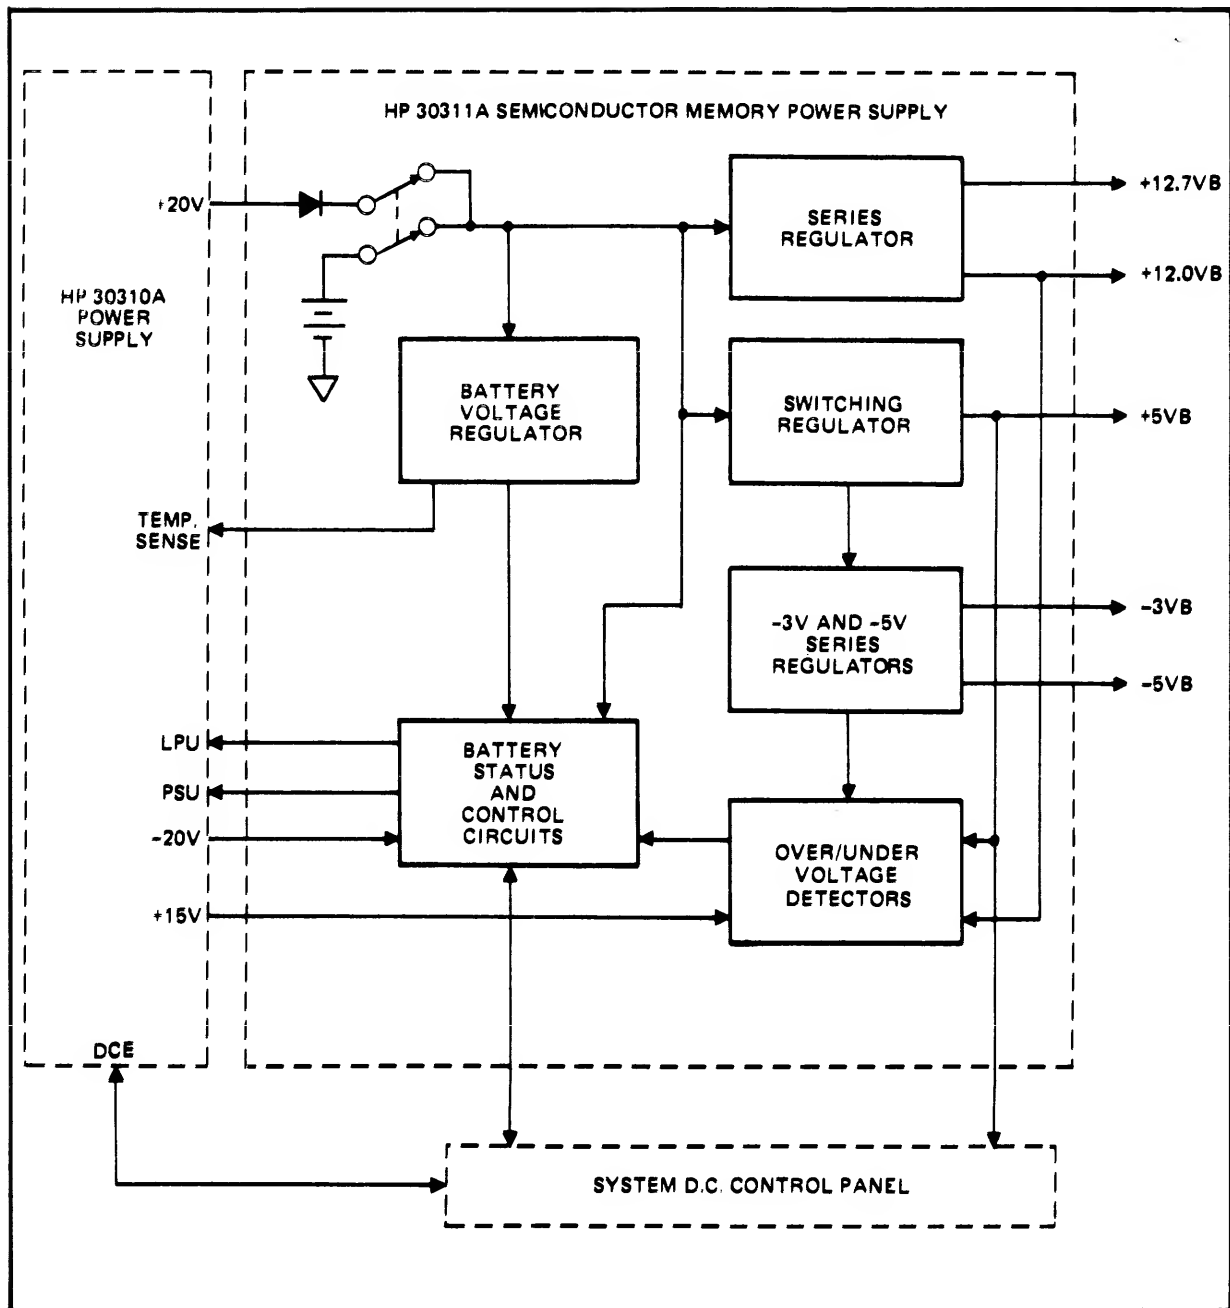 HP 30311A SEMICONDUCTOR MEMORY POWER SUPPLY
+20V
HP 30310A
POWER
SUPPLY
SERIES
REGULATOR
+12.7VB
+12.0VB
BATTERY
VOLTAGE
REGULATOR
SWITCHING
REGULATOR
+5VB
TEMP.
SENSE
-3V AND -5V
SERIES
REGULATORS
-3VB
-5VB
LPU
PSU
-20V
+15V
BATTERY
STATUS
AND
CONTROL
CIRCUITS
OVER/UNDER
VOLTAGE
DETECTORS
DCE
SYSTEM D.C. CONTROL PANEL